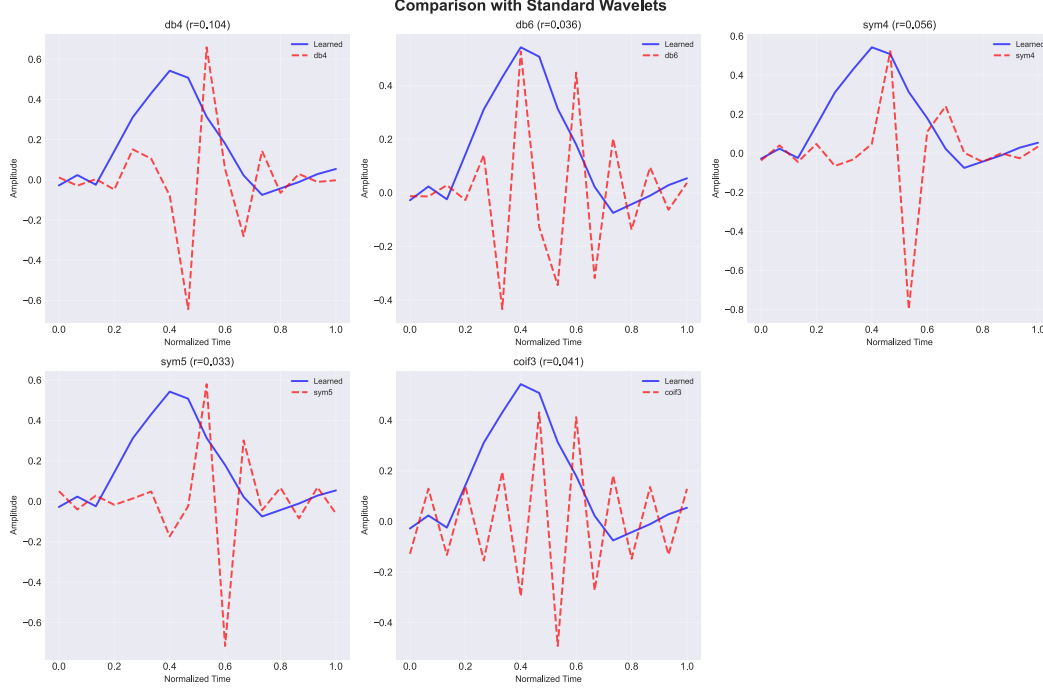 Comparison with Standard Wavelets
db4 (r=0.104)
Learned
db4
0.6
0.4
0.2
0.0
−0.2
−0.4
−0.6
Amplitude
0.0 0.2 0.4 0.6 0.8 1.0
Normalized Time
db6 (r=0.036)
Learned
db6
0.4
0.2
0.0
−0.2
−0.4
Amplitude
0.0 0.2 0.4 0.6 0.8 1.0
Normalized Time
sym4 (r=0.056)
Learned
sym4
0.6
0.4
0.2
0.0
−0.2
−0.4
−0.6
−0.8
Amplitude
0.0 0.2 0.4 0.6 0.8 1.0
Normalized Time
sym5 (r=0.033)
Learned
sym5
0.6
0.4
0.2
0.0
−0.2
−0.4
−0.6
Amplitude
0.0 0.2 0.4 0.6 0.8 1.0
Normalized Time
coif3 (r=0.041)
Learned
coif3
0.4
0.2
0.0
−0.2
−0.4
Amplitude
0.0 0.2 0.4 0.6 0.8 1.0
Normalized Time